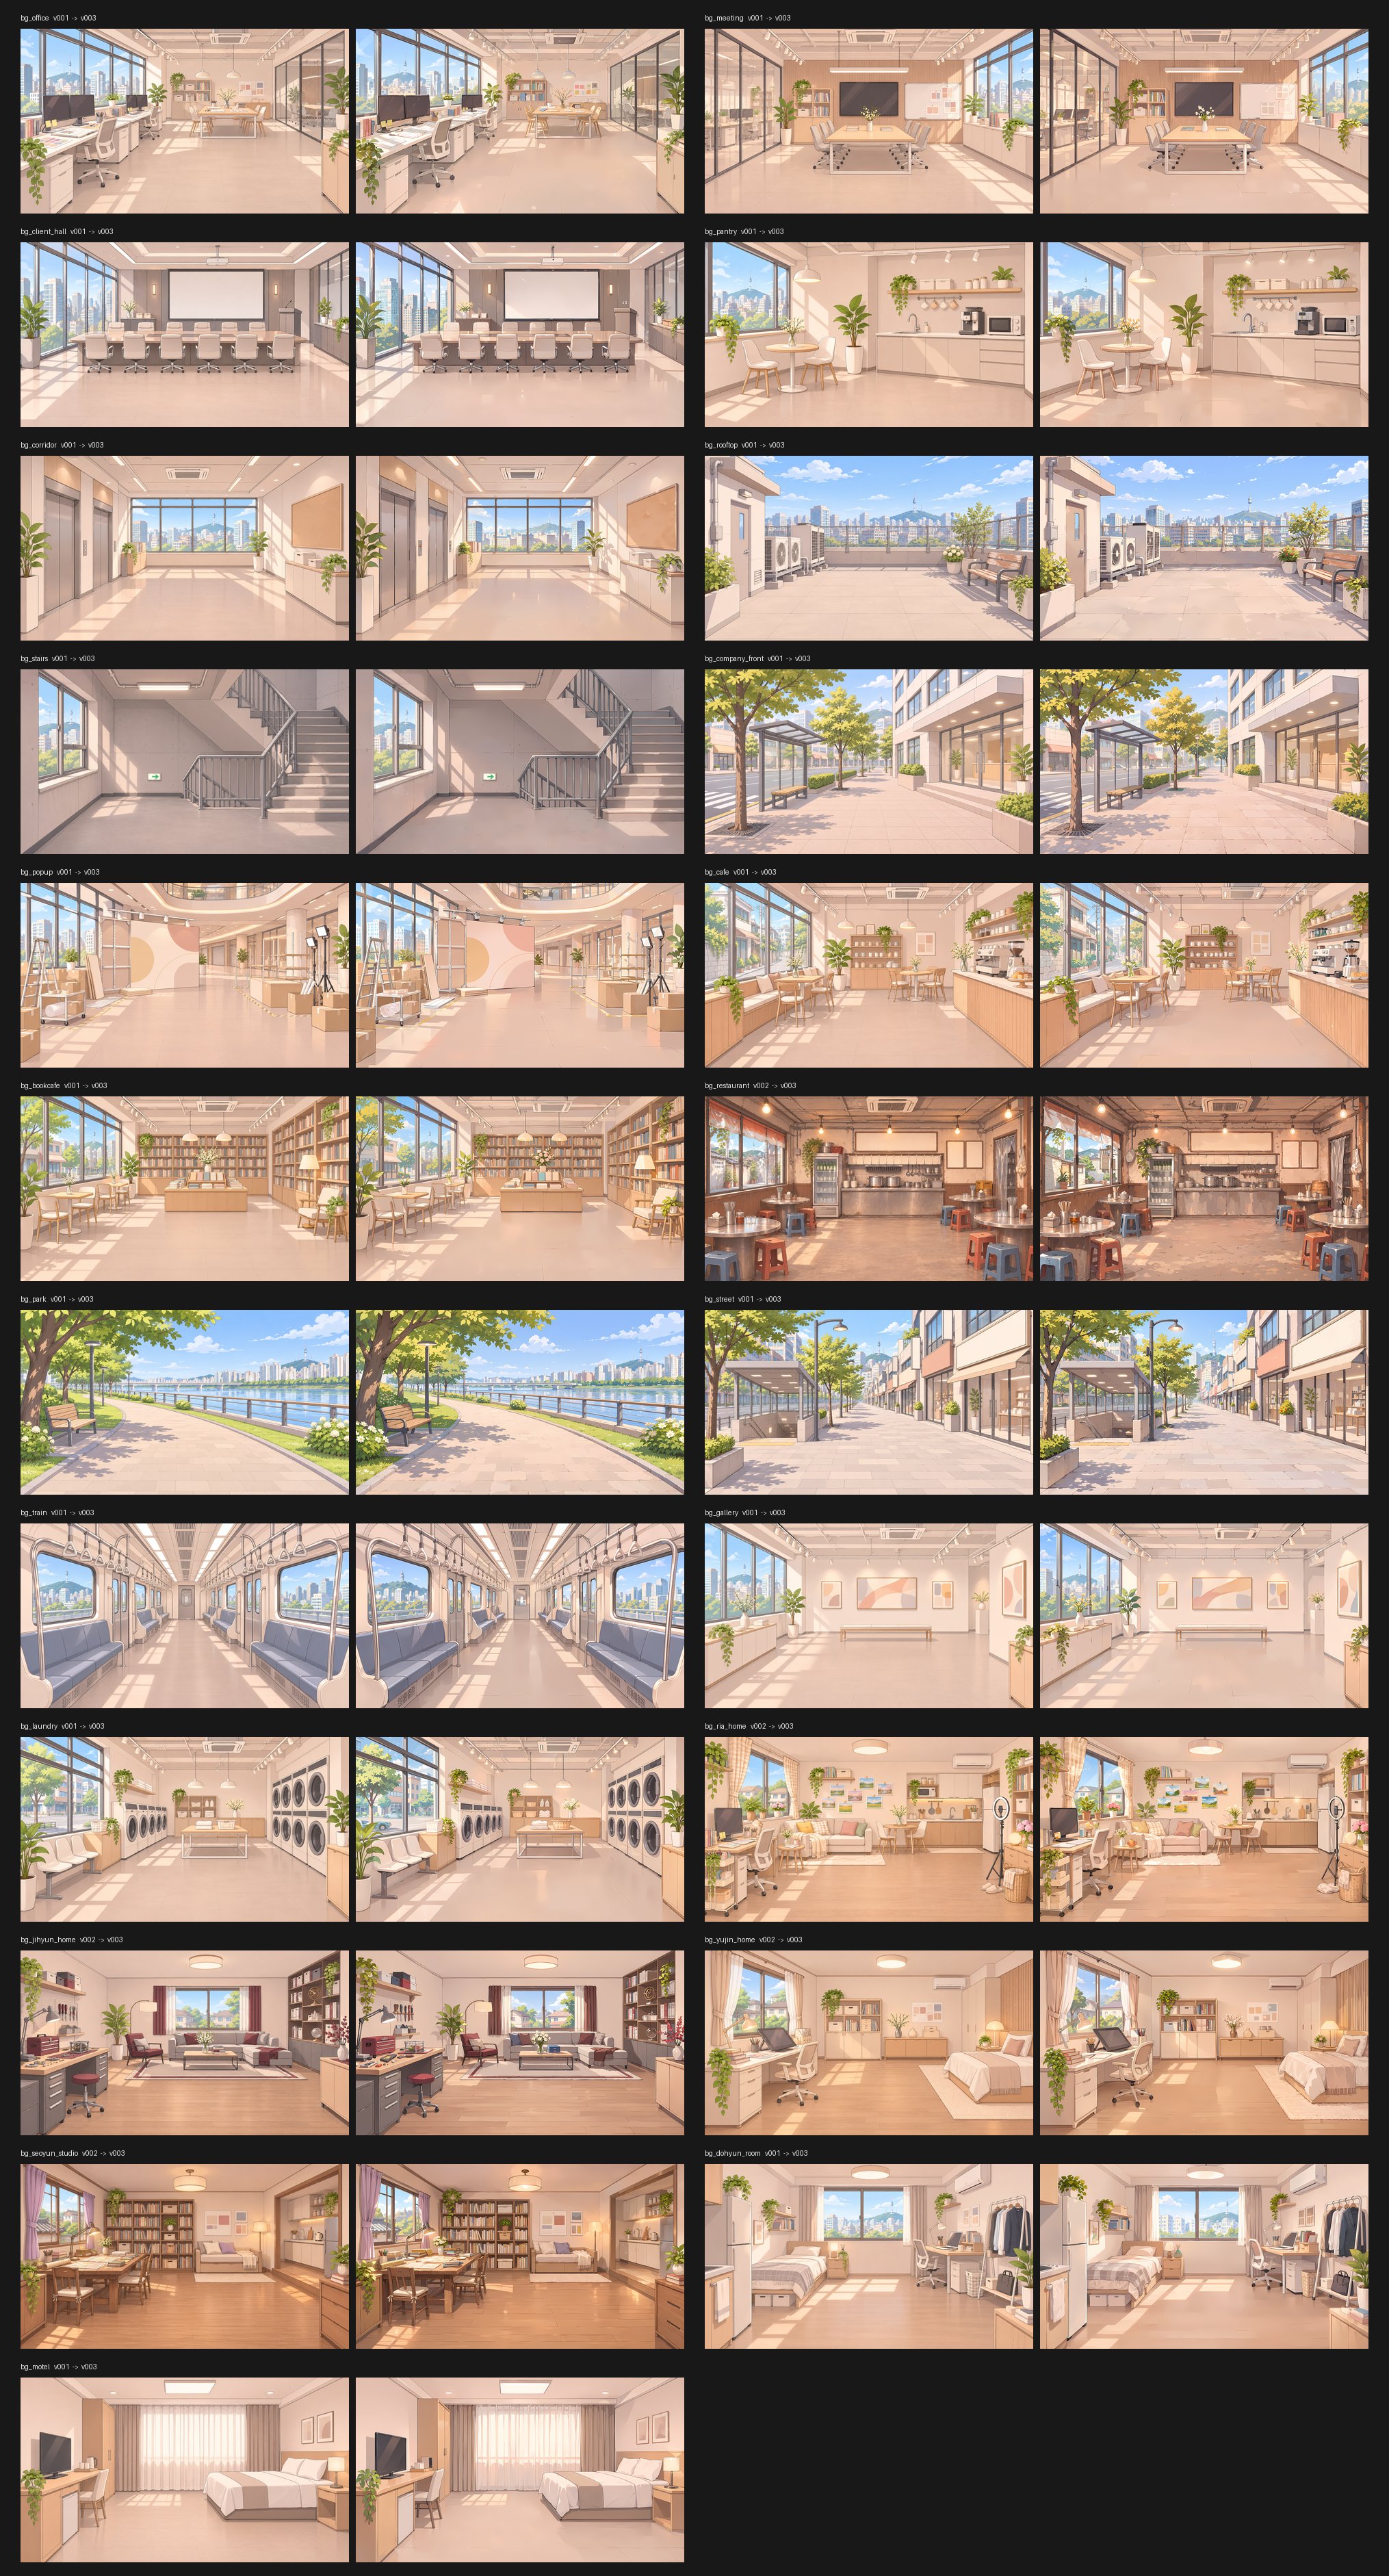 bg_office v001 -> v003
bg_meeting v001 -> v003
bg_client_hall v001 -> v003
bg_pantry v001 -> v003
bg_corridor v001 -> v003
bg_rooftop v001 -> v003
bg_stairs v001 -> v003
bg_company_front v001 -> v003
bg_popup v001 -> v003
bg_cafe v001 -> v003
bg_bookcafe v001 -> v003
bg_restaurant v002 -> v003
bg_park v001 -> v003
bg_street v001 -> v003
bg_train v001 -> v003
bg_gallery v001 -> v003
bg_laundry v001 -> v003
bg_ria_home v002 -> v003
bg_jihyun_home v002 -> v003
bg_yujin_home v002 -> v003
bg_seoyun_studio v002 -> v003
bg_dohyun_room v001 -> v003
bg_motel v001 -> v003